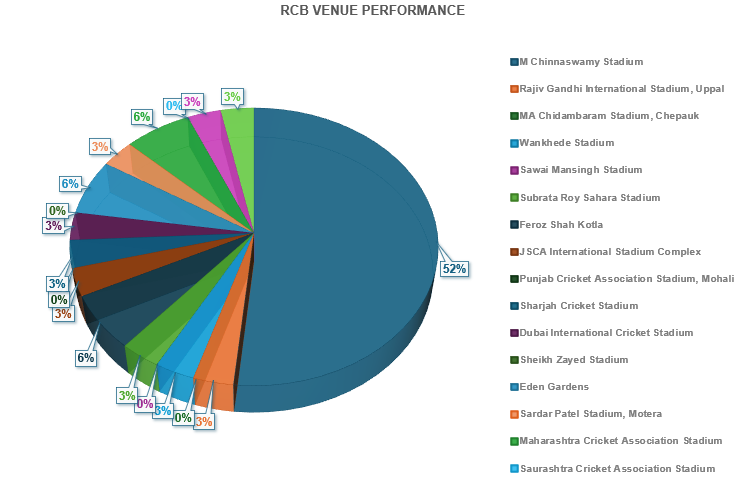 RCB VENUE PERFORMANCE
M Chinnaswamy Stadium
Rajiv Gandhi International Stadium, Uppal
MA Chidambaram Stadium, Chepauk
Wankhede Stadium
Sawai Mansingh Stadium
Subrata Roy Sahara Stadium
Feroz Shah Kotla
JSCA International Stadium Complex
Punjab Cricket Association Stadium, Mohali
Sharjah Cricket Stadium
Dubai International Cricket Stadium
Sheikh Zayed Stadium
Eden Gardens
Sardar Patel Stadium, Motera
Maharashtra Cricket Association Stadium
Saurashtra Cricket Association Stadium
52%
3%
0%
3%
0%
3%
6%
3%
0%
3%
3%
0%
6%
3%
6%
0%
3%
3%